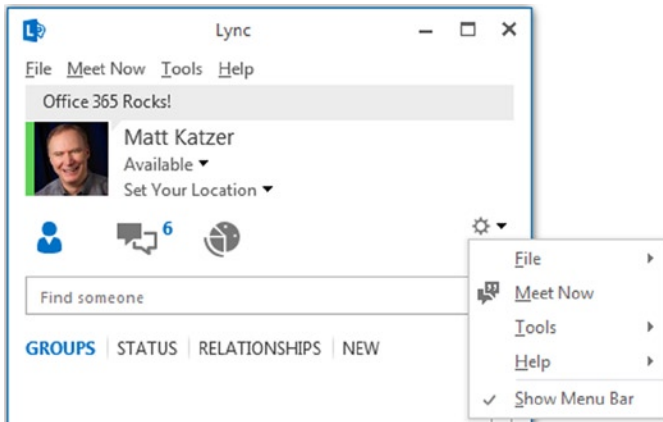 Lync
File Meet Now Tools Help
Office 365 Rocks!
Matt Katzer
Available
Set Your Location
6
Find someone
GROUPS STATUS RELATIONSHIPS NEW
File
Meet Now
Tools
Help
Show Menu Bar